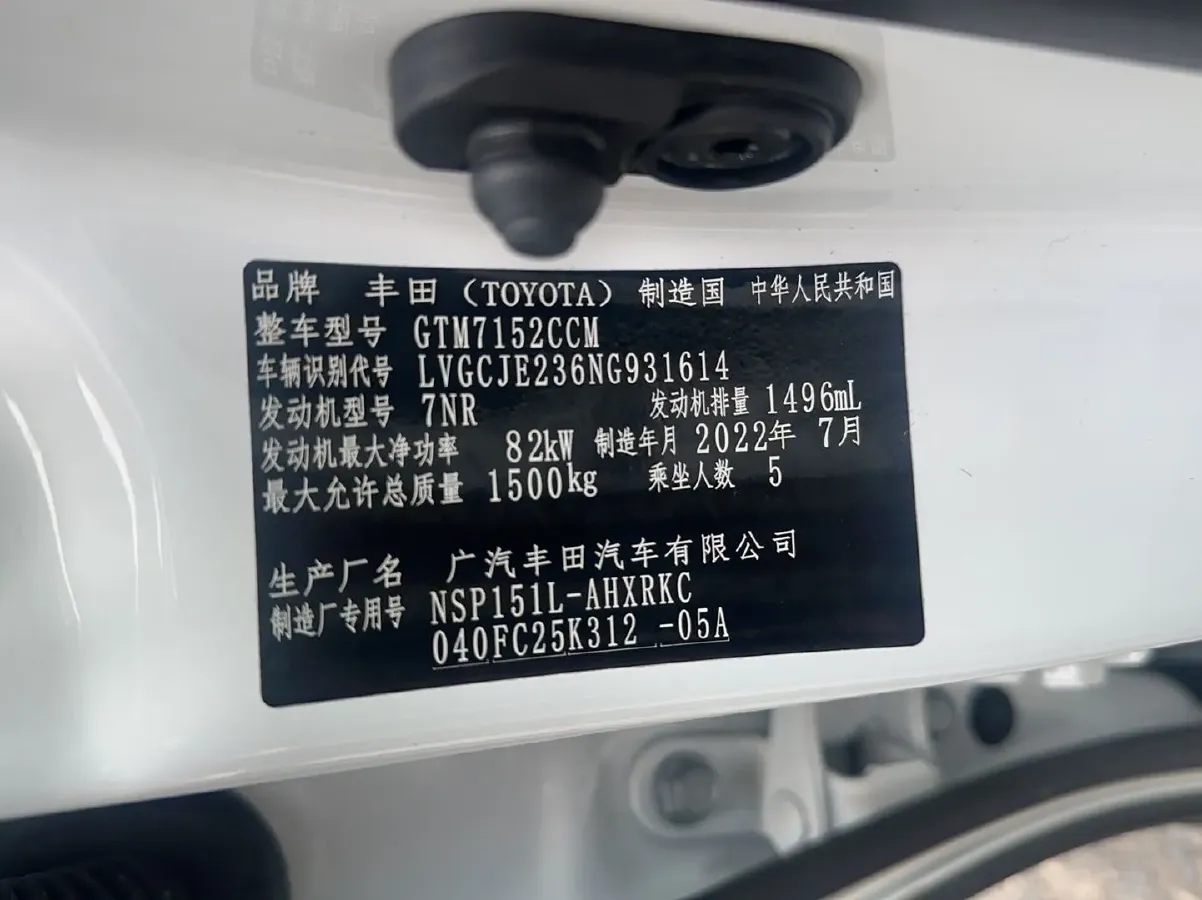 品牌 丰田（TOYOTA） 制造国 中华人民共和国
整车型号 GTM7152CCM
车辆识别代号 LVGCJE236NG931614
发动机型号 7NR 发动机排量 1496mL
发动机最大净功率 82kW 制造年月 2022年 7月
最大允许总质量 1500kg 乘坐人数 5
生产厂名 广汽丰田汽车有限公司
制造厂专用号 NSP151L-AHXRKC
040FC25K312 -05A